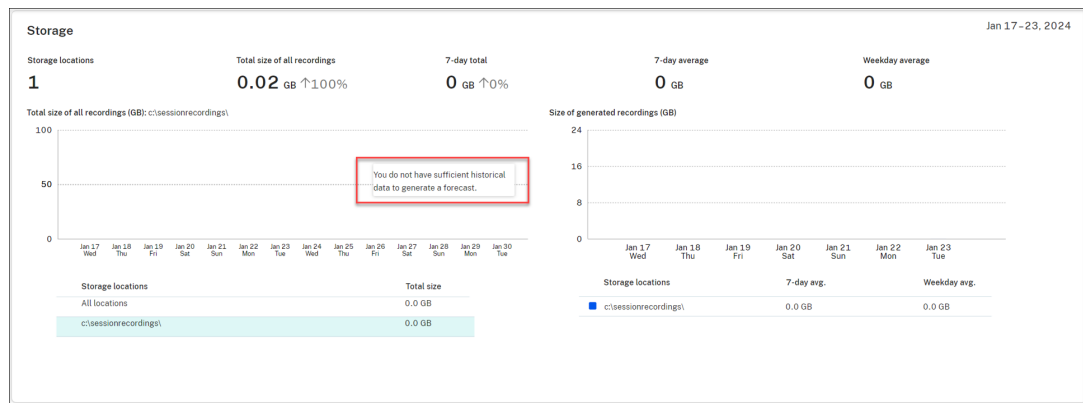 Storage
Jan 17–23, 2024
Storage locations
Total size of all recordings
7-day total
7-day average
Weekday average
1
0.02 GB ↑100%
0 GB ↑0%
0 GB
0 GB
Total size of all recordings (GB): c:\sessionrecordings\
100
50
0
You do not have sufficient historical
data to generate a forecast.
Jan 17 Jan 18 Jan 19 Jan 20 Jan 21 Jan 22 Jan 23 Jan 24 Jan 25 Jan 26 Jan 27 Jan 28 Jan 29 Jan 30
Wed Thu Fri Sat Sun Mon Tue Wed Thu Fri Sat Sun Mon Tue
Storage locations Total size
All locations 0.0 GB
c:\sessionrecordings\ 0.0 GB
Size of generated recordings (GB)
24
16
8
0
Jan 17 Jan 18 Jan 19 Jan 20 Jan 21 Jan 22 Jan 23
Wed Thu Fri Sat Sun Mon Tue
Storage locations 7-day avg. Weekday avg.
c:\sessionrecordings\ 0.0 GB 0.0 GB